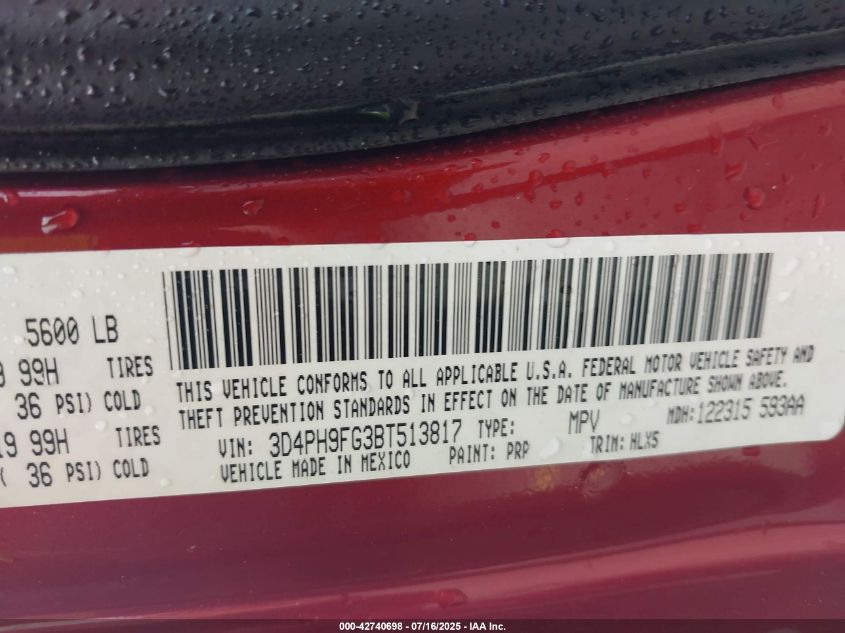 5600 LB
99H TIRES
36 PSI) COLD
19 99H TIRES
( 36 PSI) COLD
THIS VEHICLE CONFORMS TO ALL APPLICABLE U.S.A. FEDERAL MOTOR VEHICLE SAFETY AND
THEFT PREVENTION STANDARDS IN EFFECT ON THE DATE OF MANUFACTURE SHOWN ABOVE.
VIN: 3D4PH9FG3BT513817 TYPE: MPV MDH:122315 593AA
VEHICLE MADE IN MEXICO PAINT: PRP TRIM: HLX5
000-42740698 - 07/16/2025 - IAA Inc.